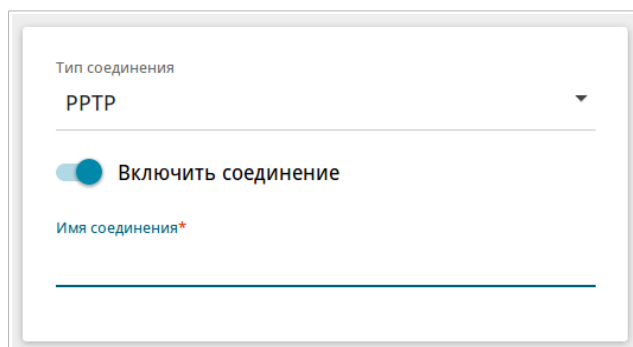 Тип соединения
PPTP
Включить соединение
Имя соединения*